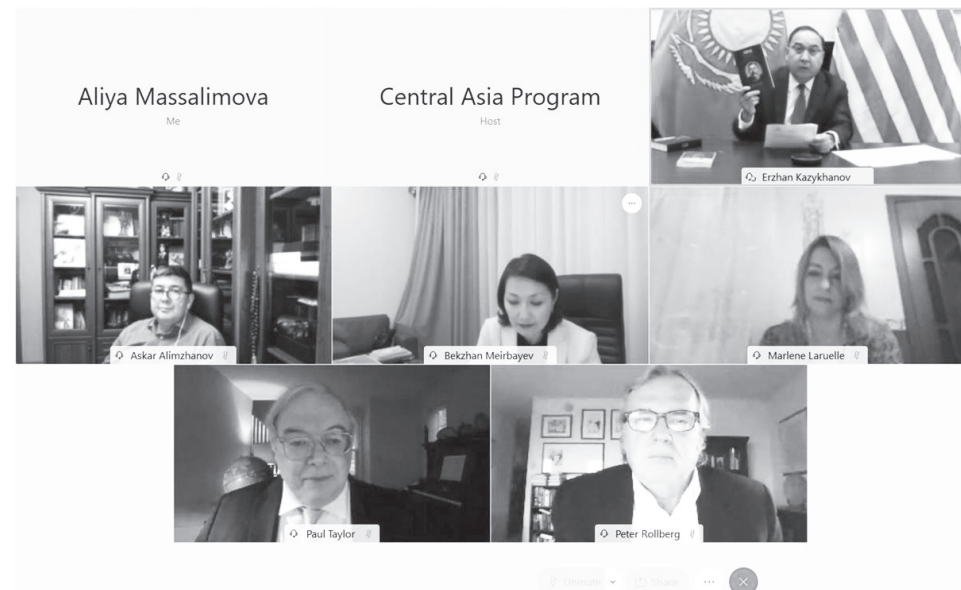 Aliya Massalimova
Me
Central Asia Program
Host
Erzhan Kazykhanov
Askar Alimzhanov
Bekzhan Meirbayev
Marlene Laruelle
Paul Taylor
Peter Rollberg
Unmute
Share